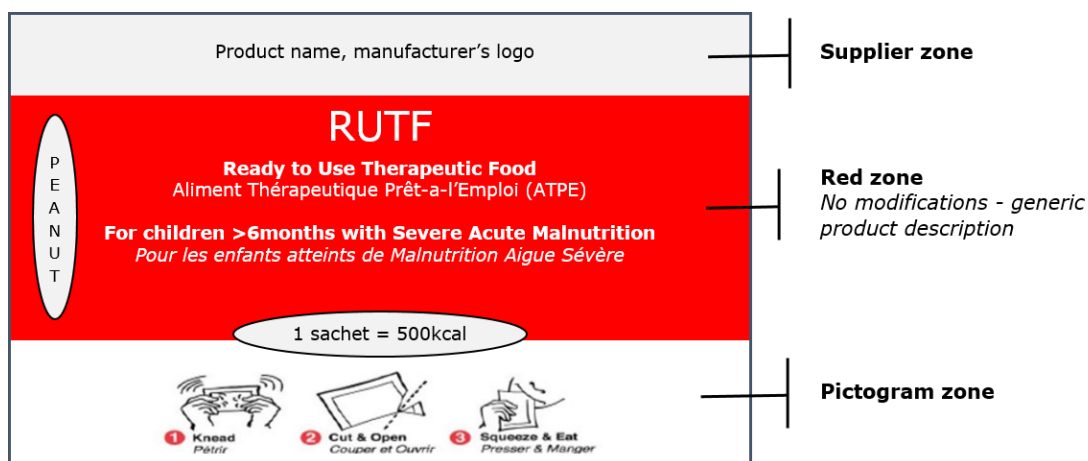 Product name, manufacturer’s logo
Supplier zone
PEANUT
RUTF
Ready to Use Therapeutic Food
Aliment Thérapeutique Prêt-a-l’Emploi (ATPE)
For children >6months with Severe Acute Malnutrition
Pour les enfants atteints de Malnutrition Aigue Sévère
Red zone
No modifications - generic
product description
1 sachet = 500kcal
1 Knead
Pétrir
2 Cut & Open
Couper et Ouvrir
3 Squeeze & Eat
Presser & Manger
Pictogram zone